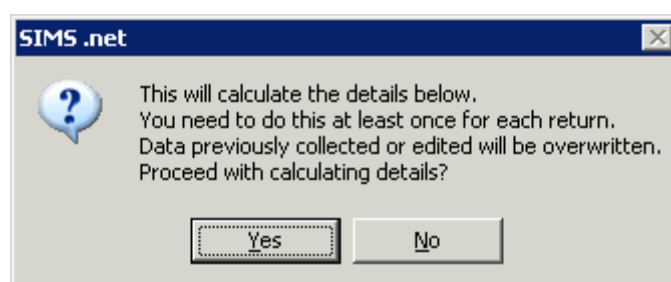 SIMS .net
This will calculate the details below.
You need to do this at least once for each return.
Data previously collected or edited will be overwritten.
Proceed with calculating details?
Yes No